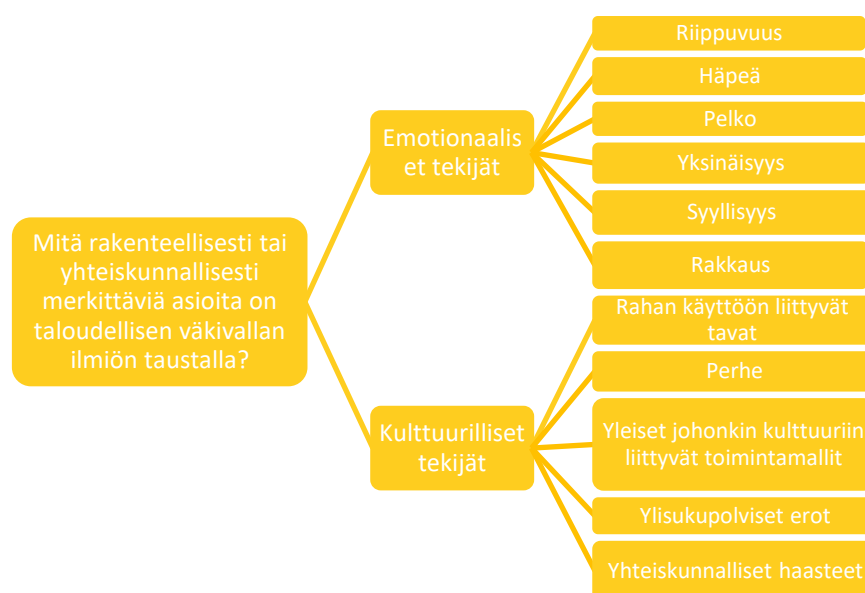 Mitä rakenteellisesti tai
yhteiskunnallisesti
merkittäviä asioita on
taloudellisen väkivallan
ilmiön taustalla?
Emotionaalis
et tekijät
Riippuvuus
Häpeä
Pelko
Yksinäisyys
Syyllisyys
Rakkaus
Kulttuurilliset
tekijät
Rahan käyttöön liittyvät
tavat
Perhe
Yleiset johonkin kulttuuriin
liittyvät toimintamallit
Ylisukupolviset erot
Yhteiskunnalliset haasteet